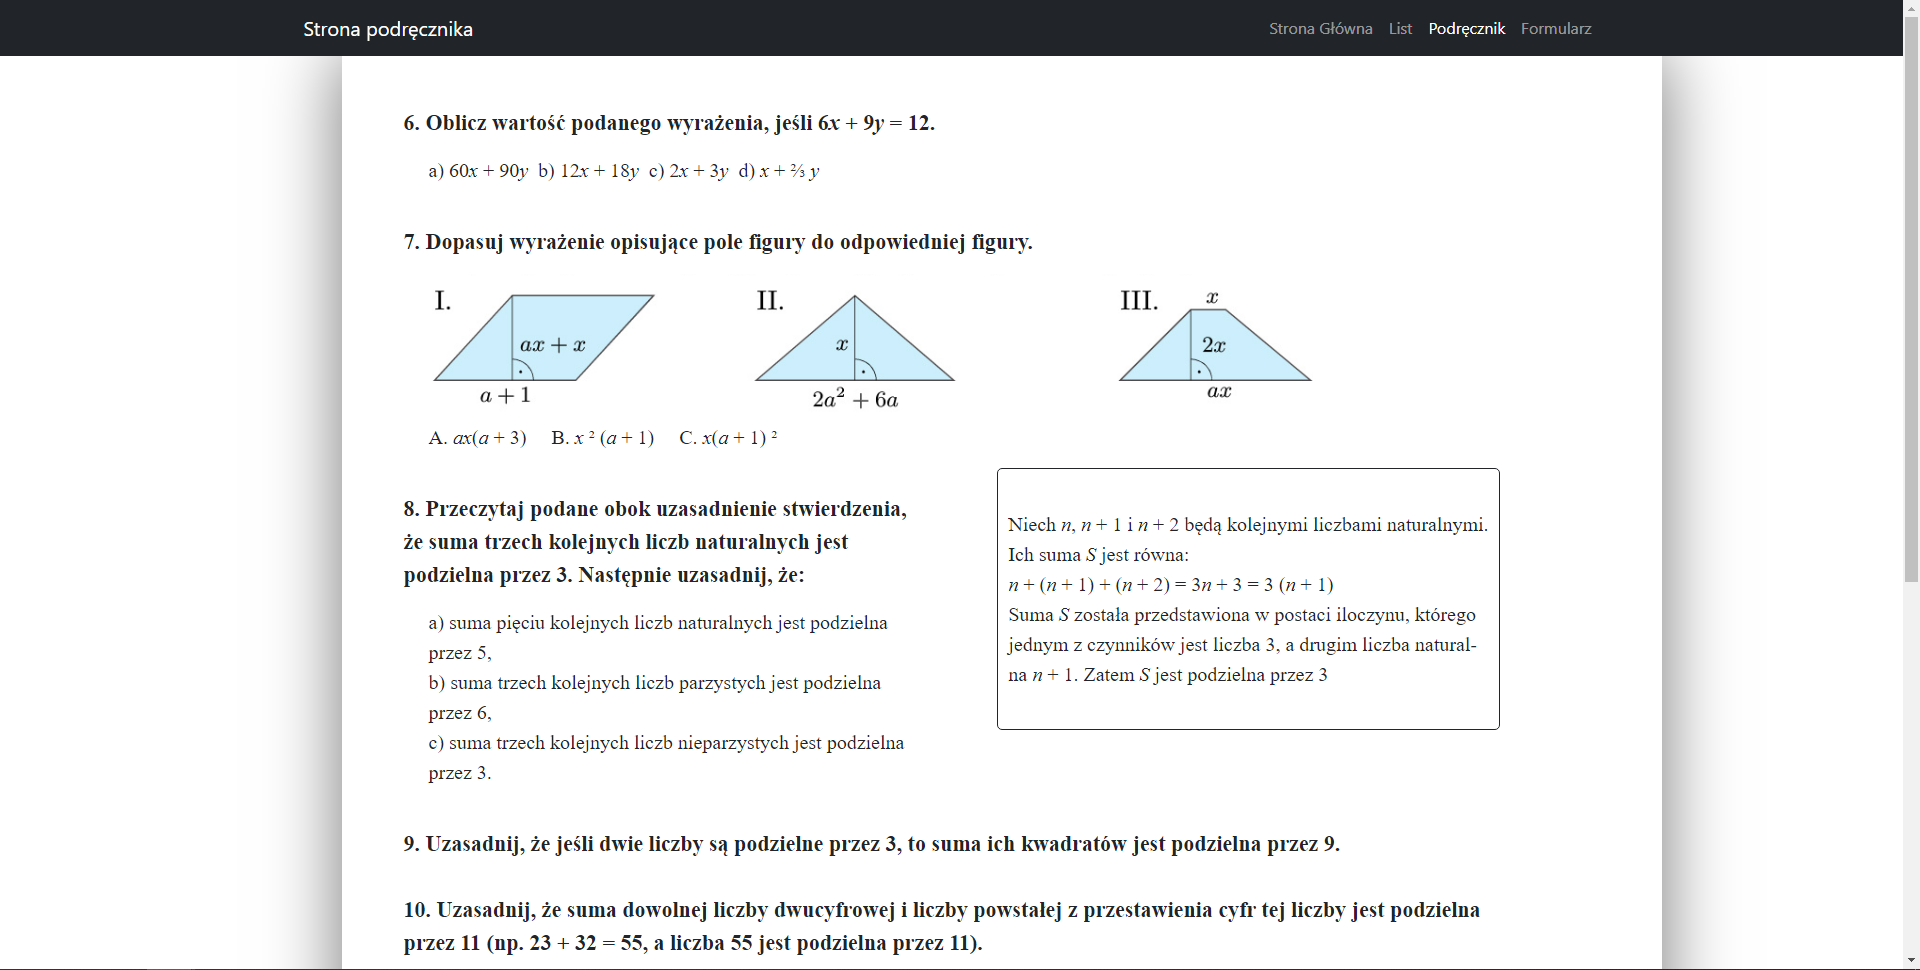 Strona podręcznika
Strona Główna List Podręcznik Formularz
6. Oblicz wartość podanego wyrażenia, jeśli 6x + 9y = 12.
a) 60x + 90y b) 12x + 18y c) 2x + 3y d) x + ⅔ y
7. Dopasuj wyrażenie opisujące pole figury do odpowiedniej figury.
I.
ax + x
a + 1
II.
x
2a² + 6a
III.
x
2x
ax
A. ax(a + 3) B. x ² (a + 1) C. x(a + 1) ²
8. Przeczytaj podane obok uzasadnienie stwierdzenia,
że suma trzech kolejnych liczb naturalnych jest
podzielna przez 3. Następnie uzasadnij, że:
a) suma pięciu kolejnych liczb naturalnych jest podzielna
przez 5,
b) suma trzech kolejnych liczb parzystych jest podzielna
przez 6,
c) suma trzech kolejnych liczb nieparzystych jest podzielna
przez 3.
Niech n, n + 1 i n + 2 będą kolejnymi liczbami naturalnymi.
Ich suma S jest równa:
n + (n + 1) + (n + 2) = 3n + 3 = 3 (n + 1)
Suma S została przedstawiona w postaci iloczynu, którego
jednym z czynników jest liczba 3, a drugim liczba natural-
na n + 1. Zatem S jest podzielna przez 3
9. Uzasadnij, że jeśli dwie liczby są podzielne przez 3, to suma ich kwadratów jest podzielna przez 9.
10. Uzasadnij, że suma dowolnej liczby dwucyfrowej i liczby powstałej z przestawienia cyfr tej liczby jest podzielna
przez 11 (np. 23 + 32 = 55, a liczba 55 jest podzielna przez 11).